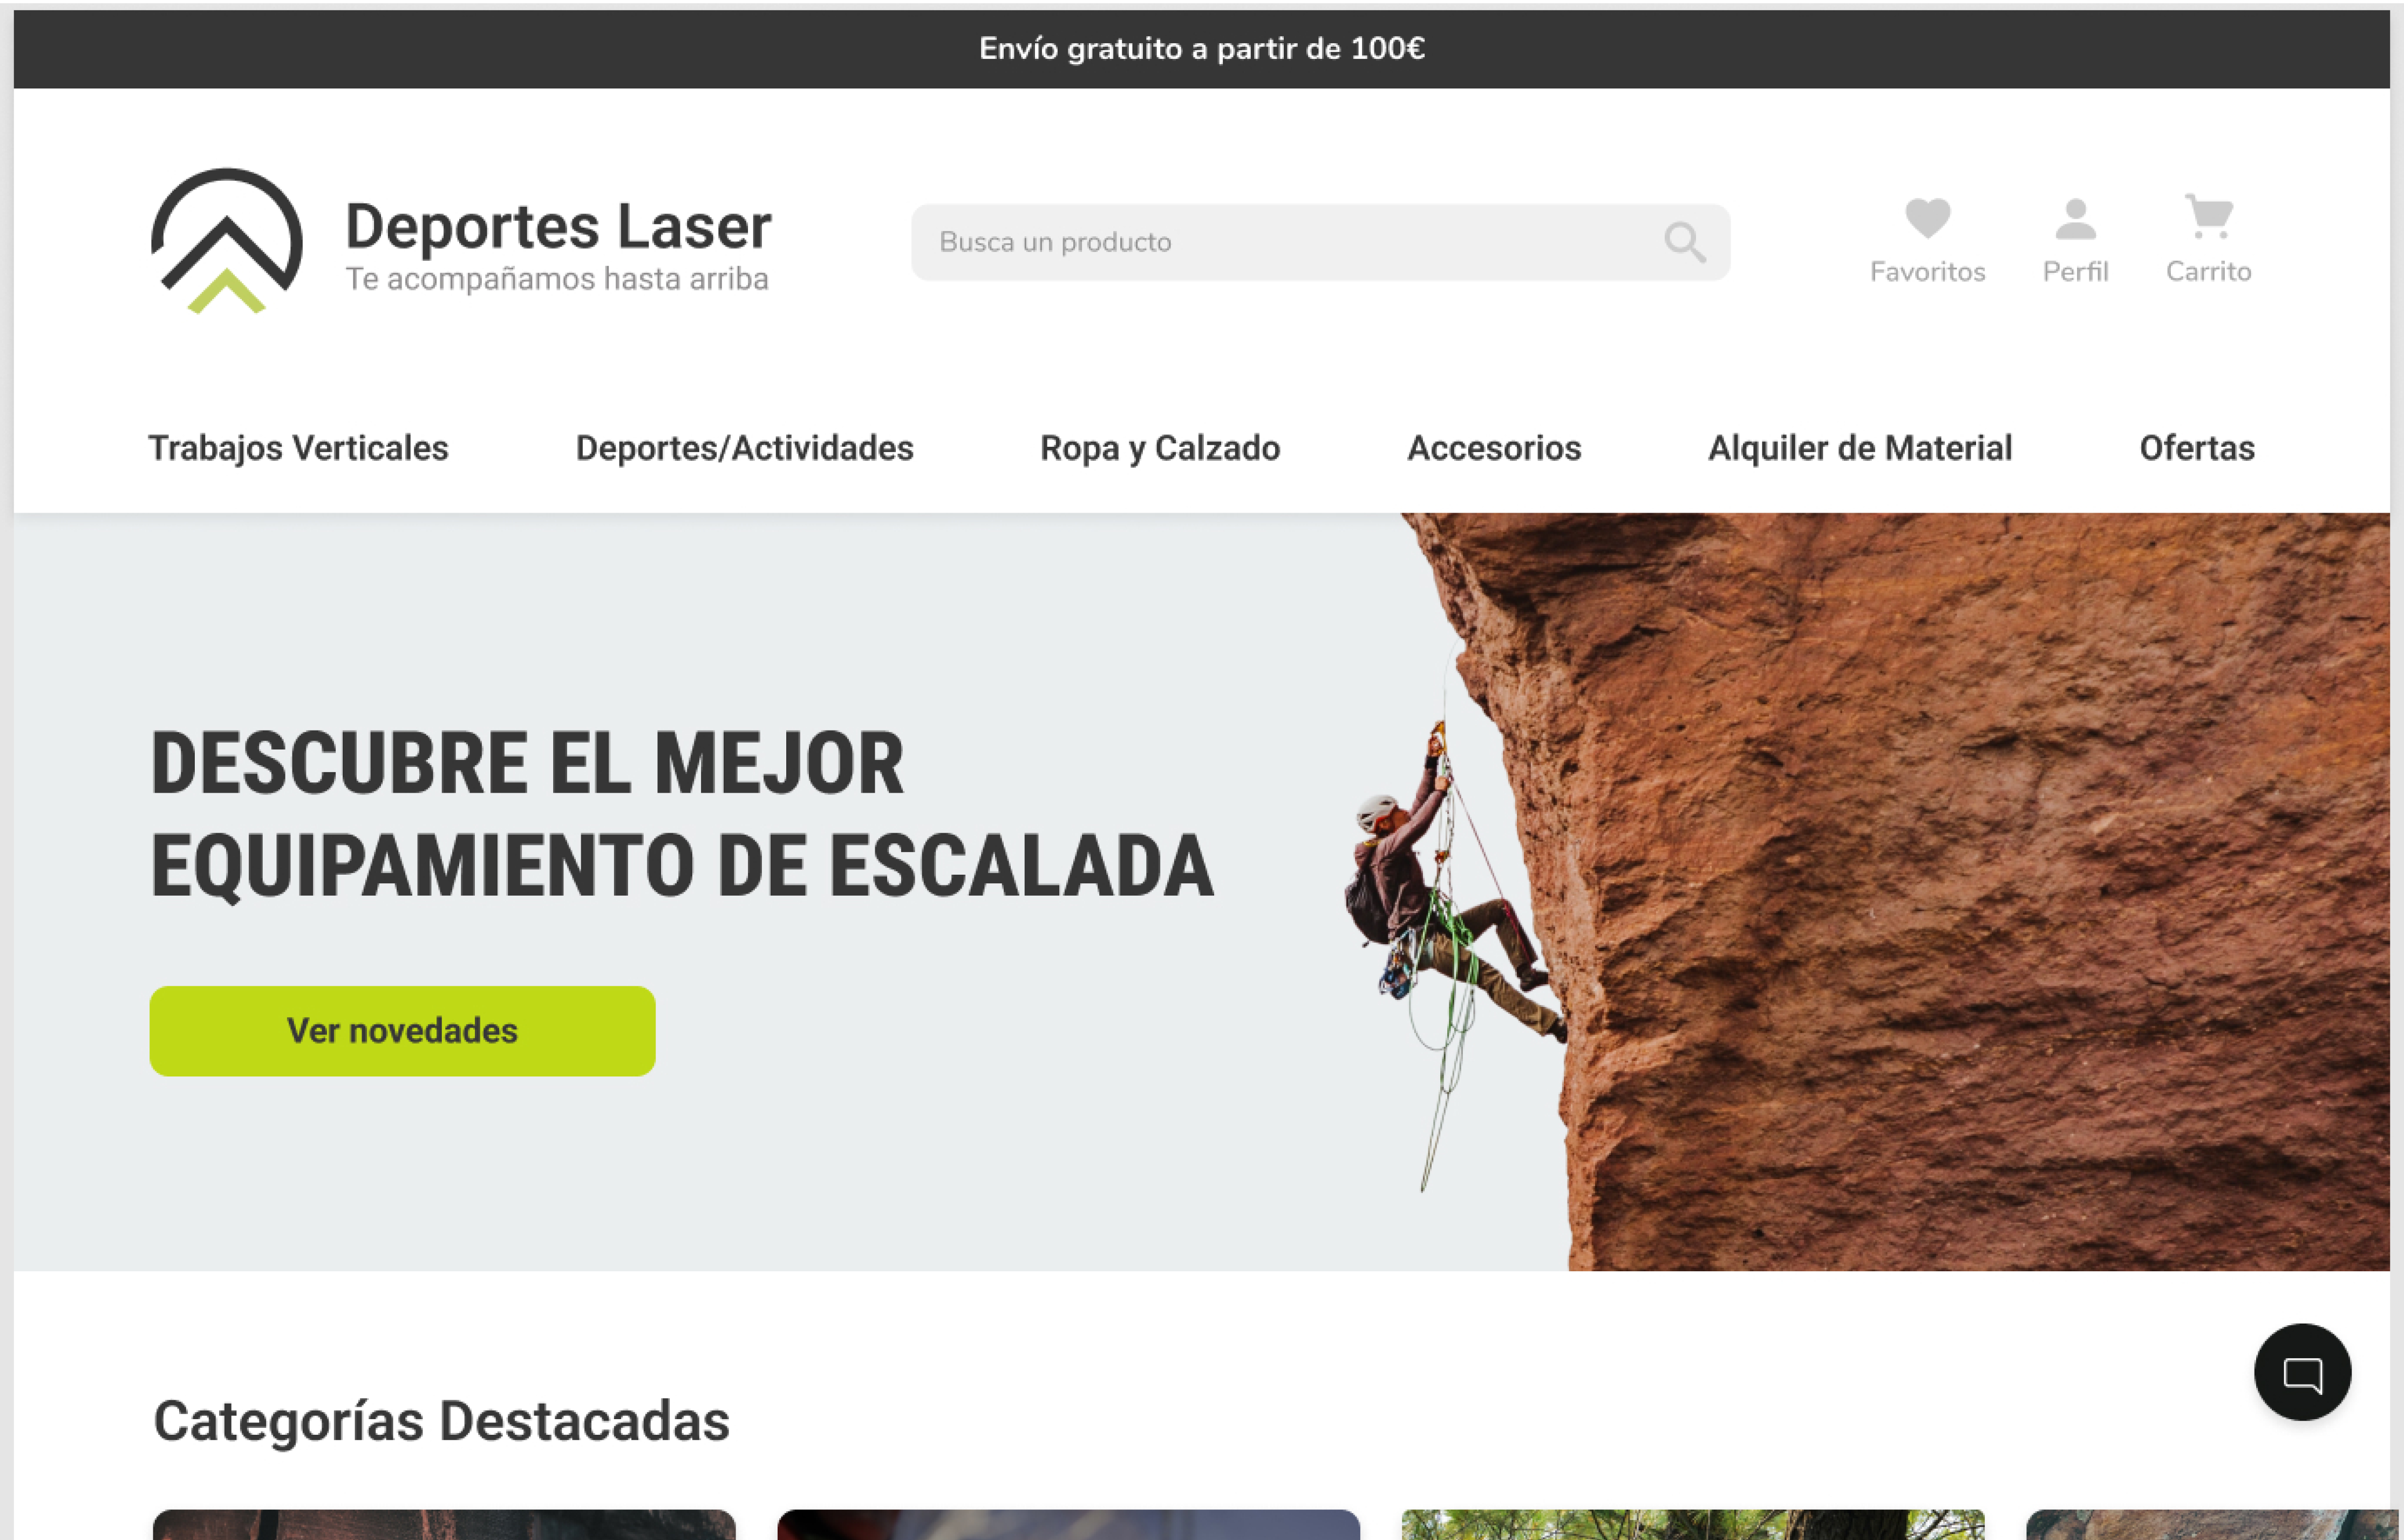 Envío gratuito a partir de 100€
Deportes Laser
Te acompañamos hasta arriba
Busca un producto
Favoritos
Perfil
Carrito
Trabajos Verticales
Deportes/Actividades
Ropa y Calzado
Accesorios
Alquiler de Material
Ofertas
DESCUBRE EL MEJOR
EQUIPAMIENTO DE ESCALADA
Ver novedades
Categorías Destacadas